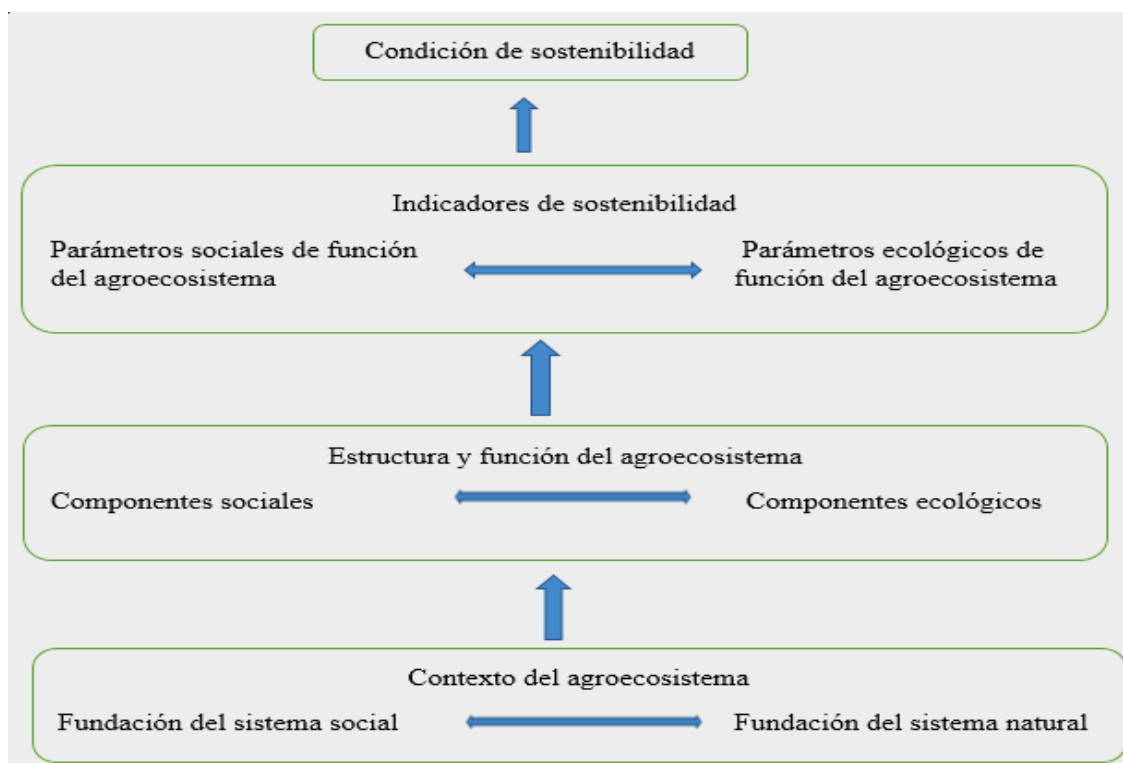 Condición de sostenibilidad
Indicadores de sostenibilidad
Parámetros sociales de función
del agroecosistema
Parámetros ecológicos de
función del agroecosistema
Estructura y función del agroecosistema
Componentes sociales
Componentes ecológicos
Contexto del agroecosistema
Fundación del sistema social
Fundación del sistema natural